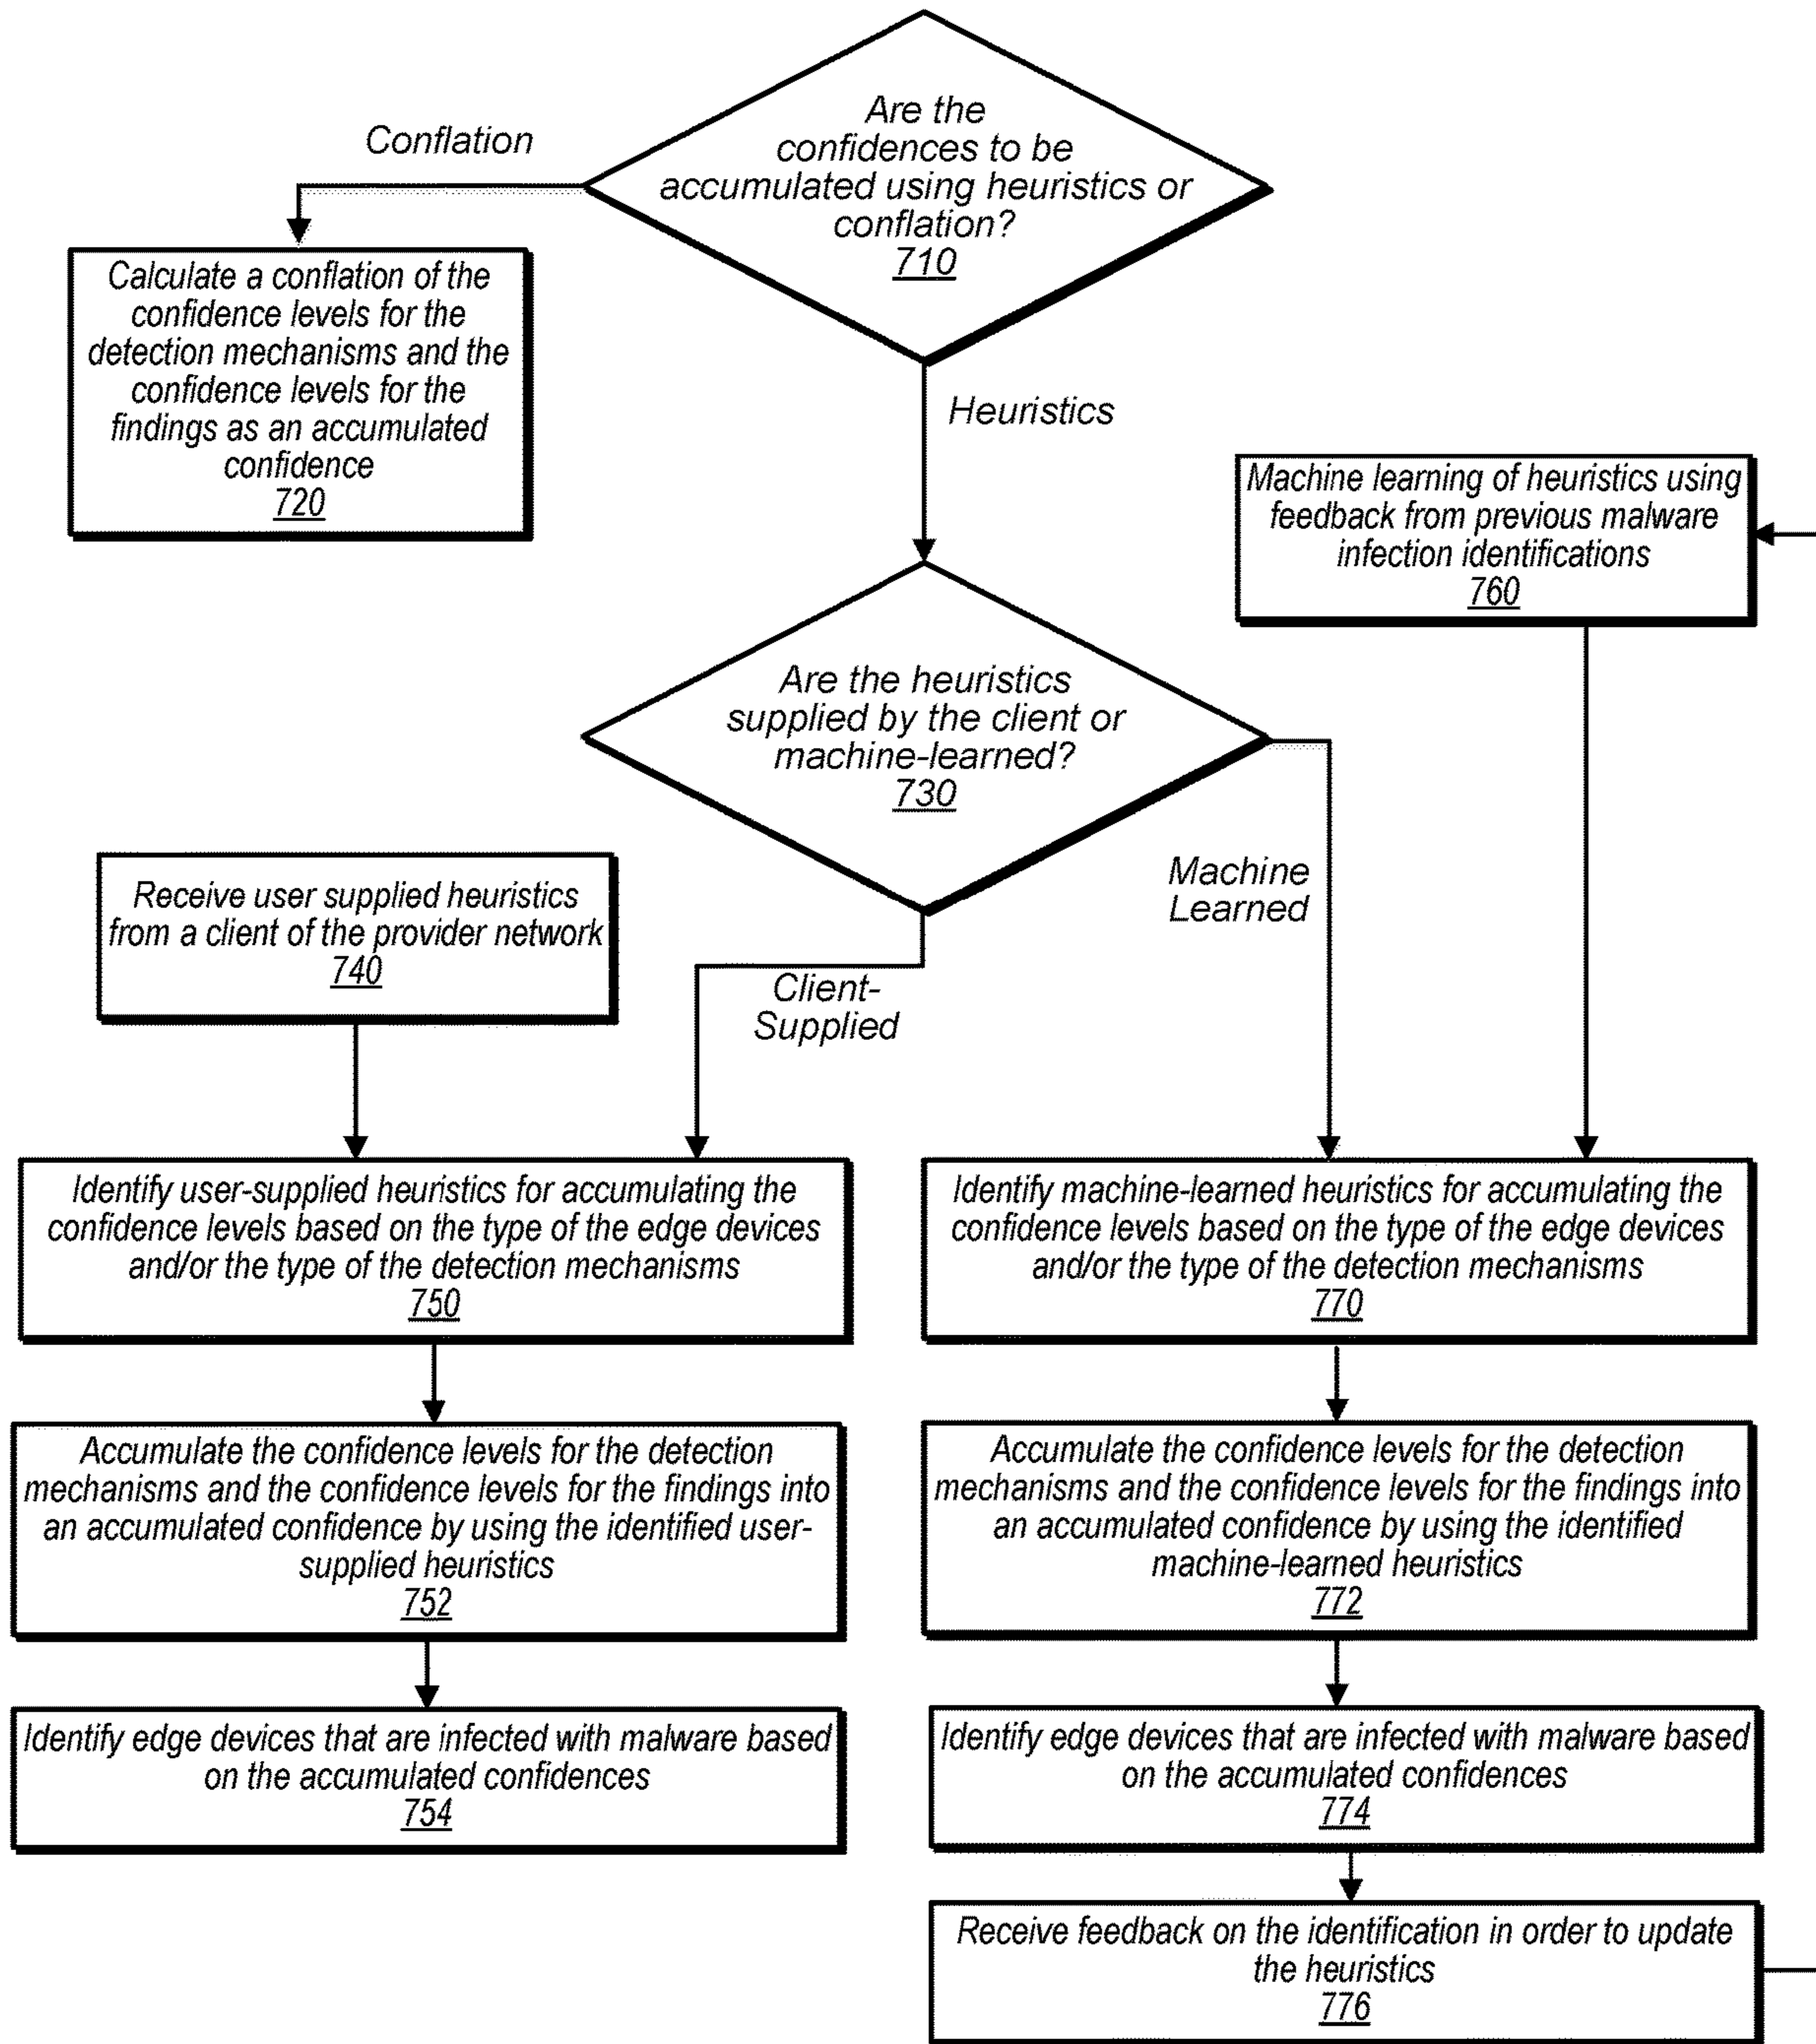 Are the
confidences to be
accumulated using heuristics or
conflation?
710
Conflation
Calculate a conflation of the
confidence levels for the
detection mechanisms and the
confidence levels for the
findings as an accumulated
confidence
720
Heuristics
Machine learning of heuristics using
feedback from previous malware
infection identifications
760
Are the heuristics
supplied by the client or
machine-learned?
730
Receive user supplied heuristics
from a client of the provider network
740
Machine
Learned
Client-
Supplied
Identify user-supplied heuristics for accumulating the
confidence levels based on the type of the edge devices
and/or the type of the detection mechanisms
750
Identify machine-learned heuristics for accumulating the
confidence levels based on the type of the edge devices
and/or the type of the detection mechanisms
770
Accumulate the confidence levels for the detection
mechanisms and the confidence levels for the findings into
an accumulated confidence by using the identified user-
supplied heuristics
752
Accumulate the confidence levels for the detection
mechanisms and the confidence levels for the findings into
an accumulated confidence by using the identified
machine-learned heuristics
772
Identify edge devices that are infected with malware based
on the accumulated confidences
754
Identify edge devices that are infected with malware based
on the accumulated confidences
774
Receive feedback on the identification in order to update
the heuristics
776